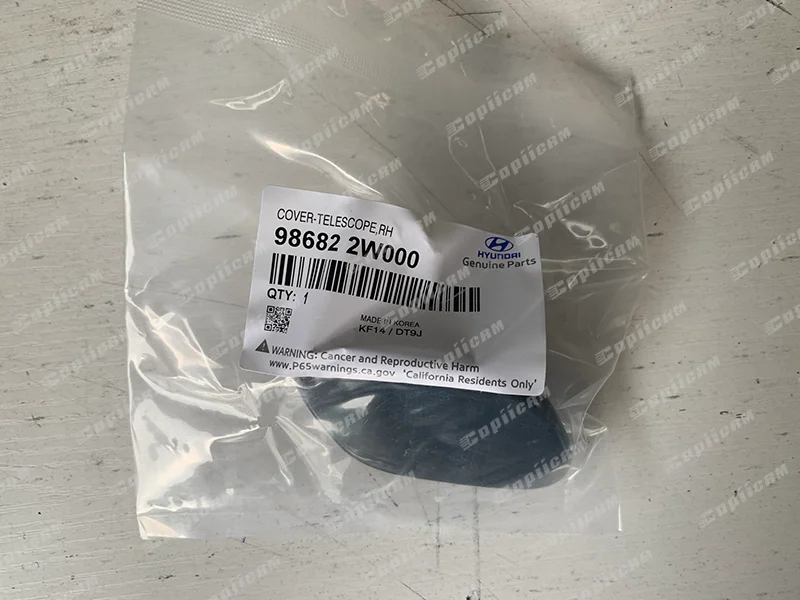 COVER-TELESCOPE,RH
98682 2W000
HYUNDAI
Genuine Parts
QTY: 1
MADE IN KOREA
KF14 / DT9J
WARNING: Cancer and Reproductive Harm
www.P65warnings.ca.gov 'California Residents Only'
Copiicam